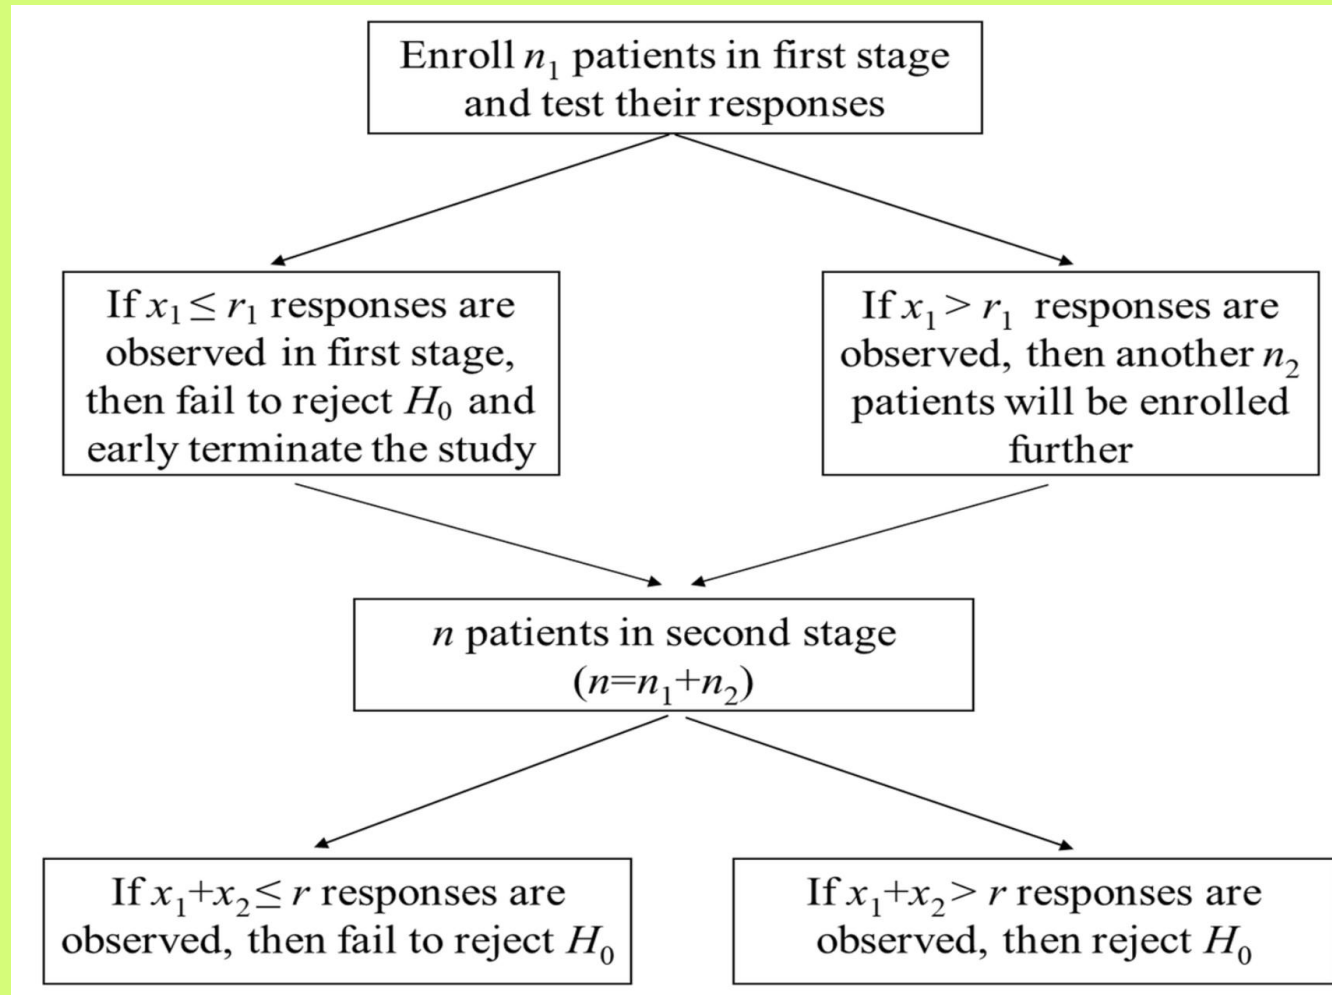 Enroll n₁ patients in first stage
and test their responses
If x₁ ≤ r₁ responses are
observed in first stage,
then fail to reject H₀ and
early terminate the study
If x₁ > r₁ responses are
observed, then another n₂
patients will be enrolled
further
n patients in second stage
(n=n₁+n₂)
If x₁+x₂ ≤ r responses are
observed, then fail to reject H₀
If x₁+x₂ > r responses are
observed, then reject H₀